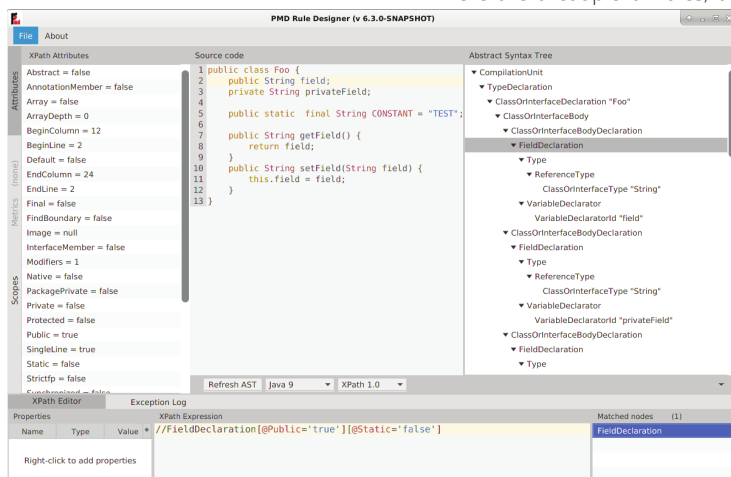 PMD Rule Designer (v 6.3.0-SNAPSHOT)
File About
XPath Attributes
Attributes
(none)
Metrics
Scopes
Abstract = false
AnnotationMember = false
Array = false
ArrayDepth = 0
BeginColumn = 12
BeginLine = 2
Default = false
EndColumn = 24
EndLine = 2
Final = false
FindBoundary = false
Image = null
InterfaceMember = false
Modifiers = 1
Native = false
PackagePrivate = false
Private = false
Protected = false
Public = true
SingleLine = true
Static = false
Strictfp = false
Source code
1 public class Foo {
2 public String field;
3 private String privateField;
4
5 public static final String CONSTANT = "TEST";
6
7 public String getField() {
8 return field;
9 }
10 public String setField(String field) {
11 this.field = field;
12 }
13 }
Refresh AST Java 9 XPath 1.0
Abstract Syntax Tree
CompilationUnit
TypeDeclaration
ClassOrInterfaceDeclaration "Foo"
ClassOrInterfaceBody
ClassOrInterfaceBodyDeclaration
FieldDeclaration
Type
ReferenceType
ClassOrInterfaceType "String"
VariableDeclarator
VariableDeclaratorId "field"
ClassOrInterfaceBodyDeclaration
FieldDeclaration
Type
ReferenceType
ClassOrInterfaceType "String"
VariableDeclarator
VariableDeclaratorId "privateField"
ClassOrInterfaceBodyDeclaration
FieldDeclaration
Type
XPath Editor Exception Log
Properties
Name Type Value +
Right-click to add properties
XPath Expression
//FieldDeclaration[@Public='true'][@Static='false']
Matched nodes (1)
FieldDeclaration